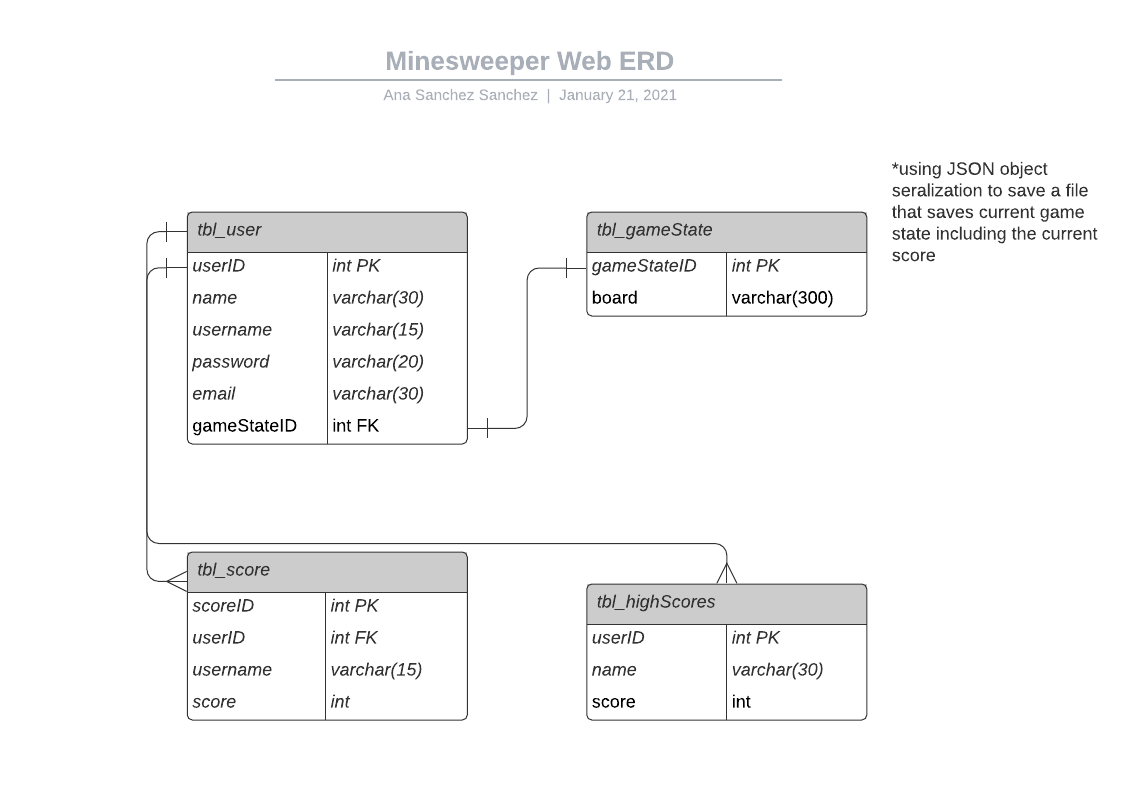 Minesweeper Web ERD
Ana Sanchez Sanchez | January 21, 2021
*using JSON object
seralization to save a file
that saves current game
state including the current
score
tbl_user
userID int PK
name varchar(30)
username varchar(15)
password varchar(20)
email varchar(30)
gameStateID int FK
tbl_gameState
gameStateID int PK
board varchar(300)
tbl_score
scoreID int PK
userID int FK
username varchar(15)
score int
tbl_highScores
userID int PK
name varchar(30)
score int